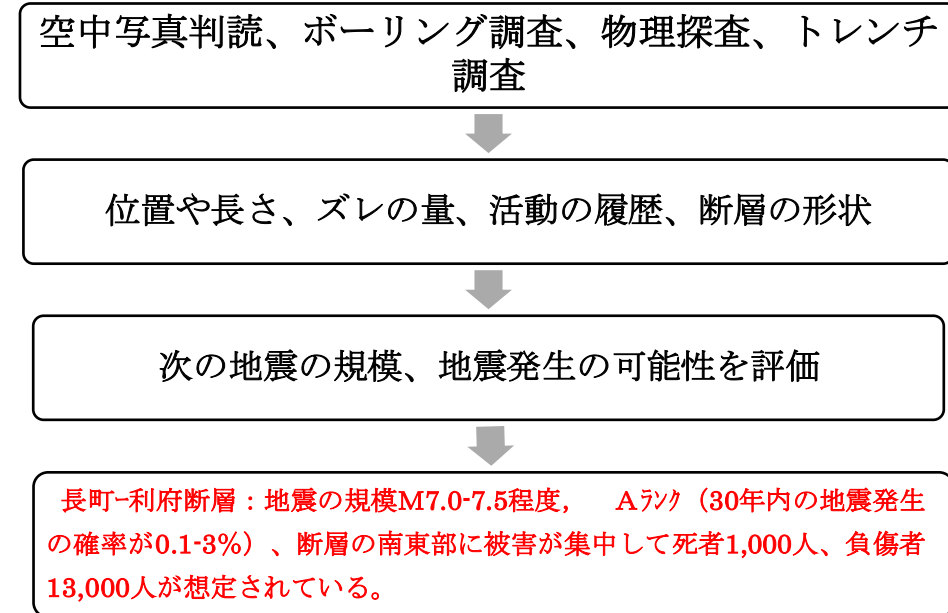 空中写真判読、ボーリング調査、物理探査、トレンチ
調査
位置や長さ、ズレの量、活動の履歴、断層の形状
次の地震の規模、地震発生の可能性を評価
長町ｰ利府断層：地震の規模M7.0-7.5程度,　Aﾗﾝｸ（30年内の地震発生
の確率が0.1-3%）、断層の南東部に被害が集中して死者1,000人、負傷者
13,000人が想定されている。